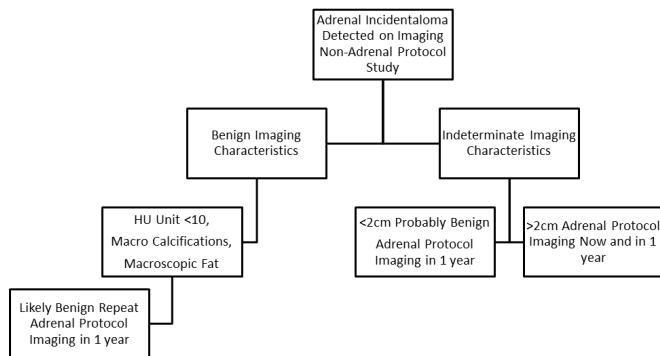 Adrenal Incidentaloma
Detected on Imaging
Non-Adrenal Protocol
Study
Benign Imaging
Characteristics
Indeterminate Imaging
Characteristics
HU Unit <10,
Macro Calcifications,
Macroscopic Fat
<2cm Probably Benign
Adrenal Protocol
Imaging in 1 year
>2cm Adrenal Protocol
Imaging Now and in 1
year
Likely Benign Repeat
Adrenal Protocol
Imaging in 1 year